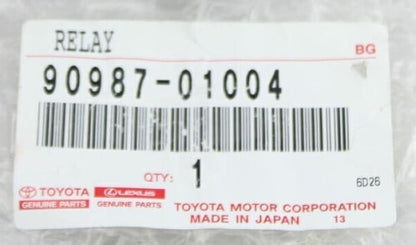 RELAY
BG
90987-01004
QTY: 1
6D26
TOYOTA LEXUS
GENUINE PARTS GENUINE PARTS
TOYOTA MOTOR CORPORATION
MADE IN JAPAN 13